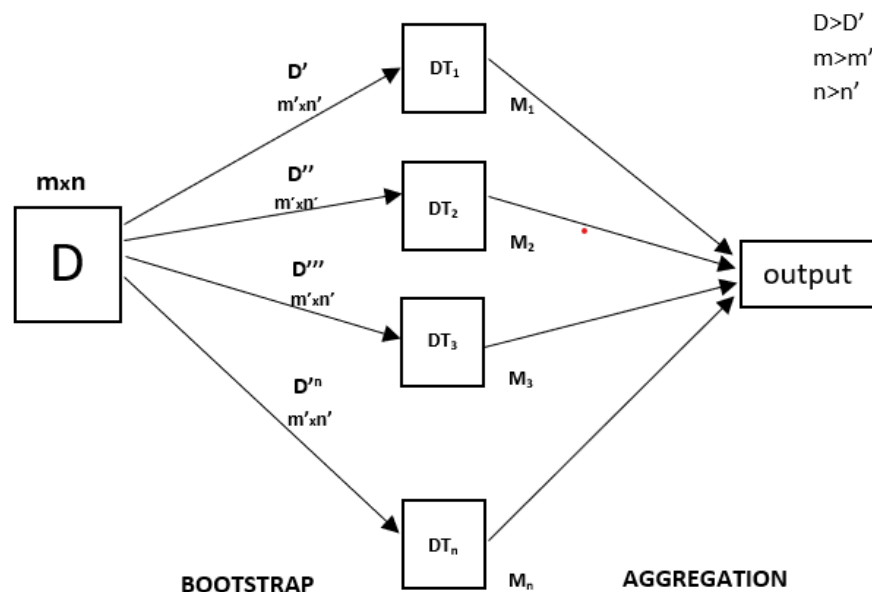 D>D'
m>m'
n>n'
mxn
D
D'
m'xn'
DT₁
M₁
D''
m'xn'
DT₂
M₂
D'''
m'xn'
DT₃
M₃
D'ⁿ
m'xn'
DTₙ
Mₙ
output
BOOTSTRAP
AGGREGATION